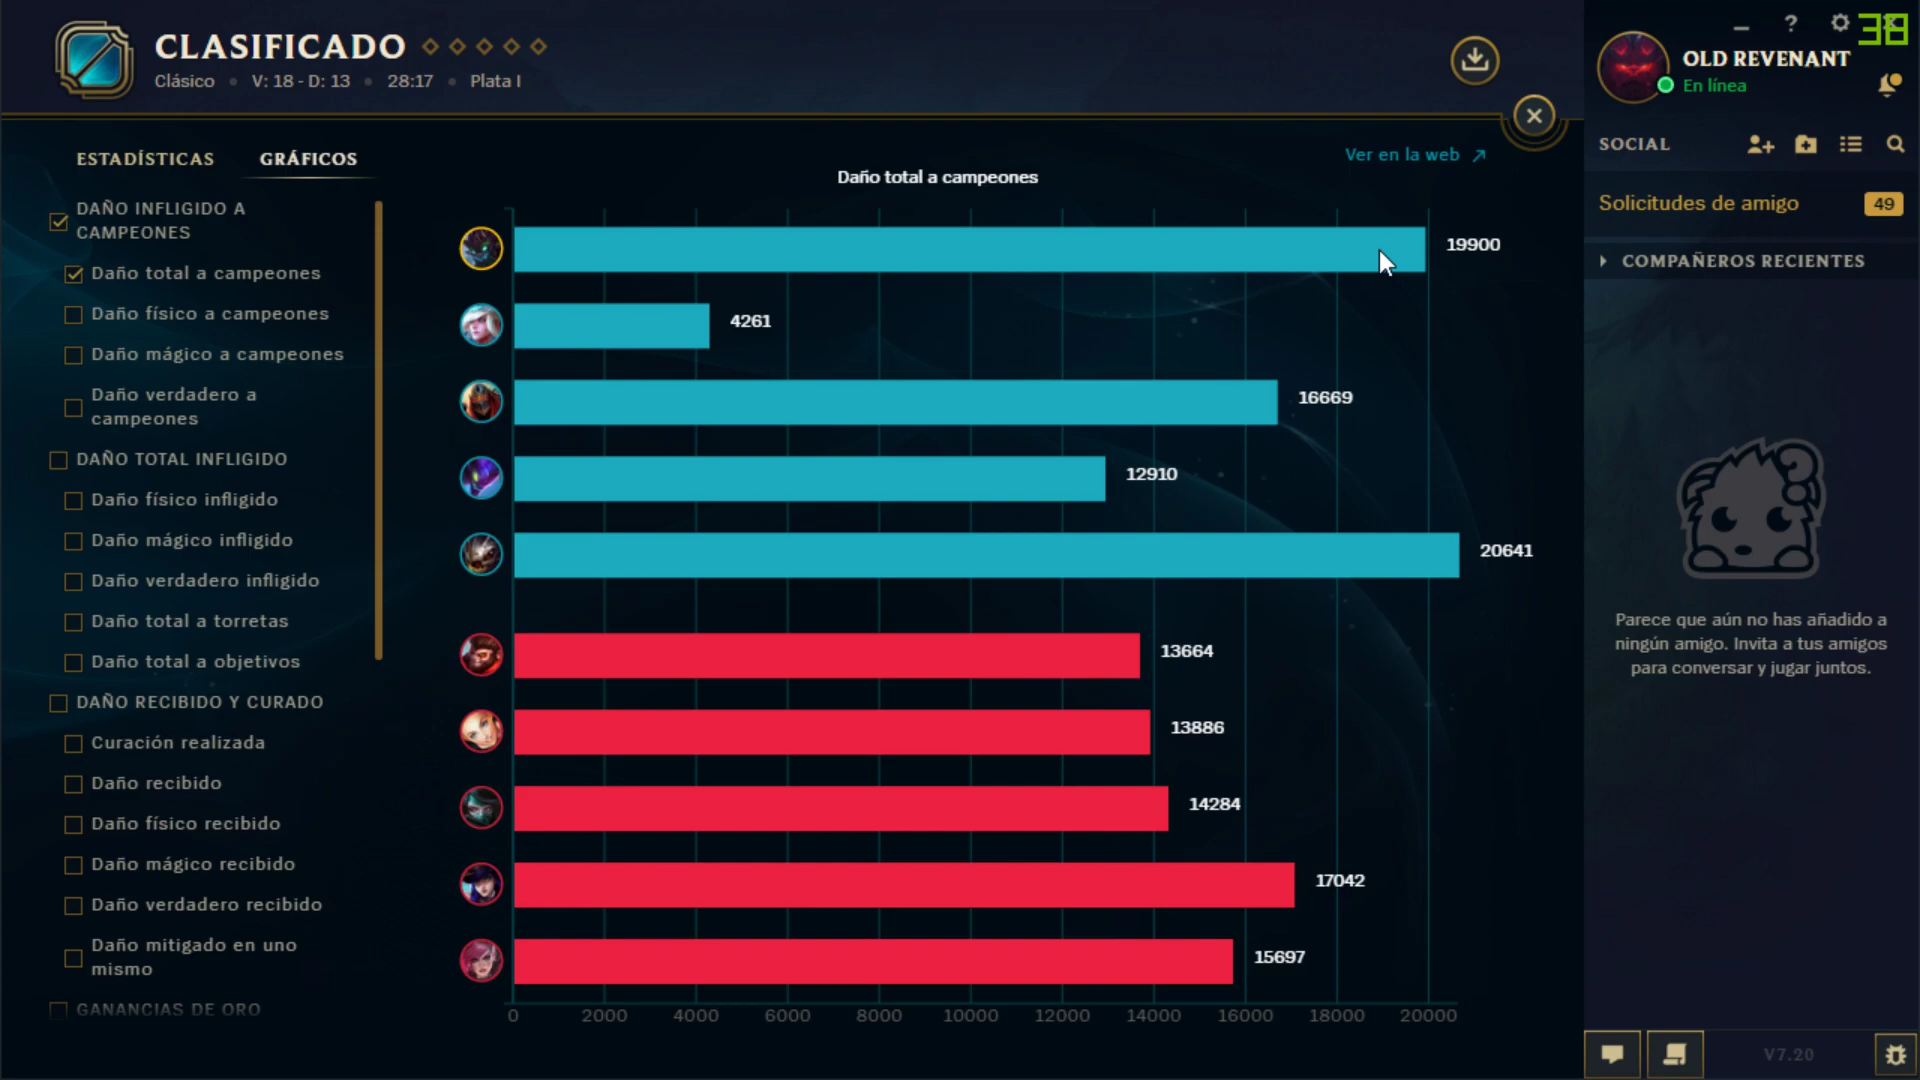 CLASIFICADO
Clásico • V: 18 - D: 13 • 28:17 • Plata I
ESTADÍSTICAS GRÁFICOS
DAÑO INFLIGIDO A
CAMPEONES
Daño total a campeones
Daño físico a campeones
Daño mágico a campeones
Daño verdadero a
campeones
DAÑO TOTAL INFLIGIDO
Daño físico infligido
Daño mágico infligido
Daño verdadero infligido
Daño total a torretas
Daño total a objetivos
DAÑO RECIBIDO Y CURADO
Curación realizada
Daño recibido
Daño físico recibido
Daño mágico recibido
Daño verdadero recibido
Daño mitigado en uno
mismo
GANANCIAS DE ORO
Ver en la web
Daño total a campeones
19900
4261
16669
12910
20641
13664
13886
14284
17042
15697
0 2000 4000 6000 8000 10000 12000 14000 16000 18000 20000
?
38
OLD REVENANT
En línea
SOCIAL
Solicitudes de amigo 49
COMPAÑEROS RECIENTES
Parece que aún no has añadido a
ningún amigo. Invita a tus amigos
para conversar y jugar juntos.
V7.20